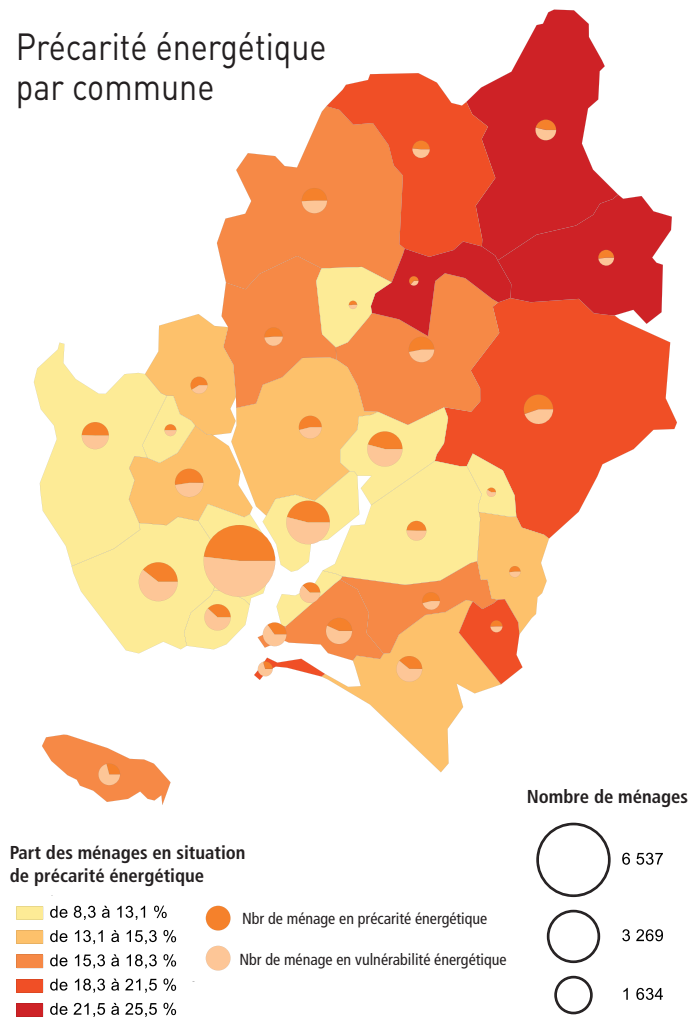 Précarité énergétique
par commune
Nombre de ménages
6 537
3 269
1 634
Part des ménages en situation
de précarité énergétique
de 8,3 à 13,1 %
de 13,1 à 15,3 %
de 15,3 à 18,3 %
de 18,3 à 21,5 %
de 21,5 à 25,5 %
Nbr de ménage en précarité énergétique
Nbr de ménage en vulnérabilité énergétique